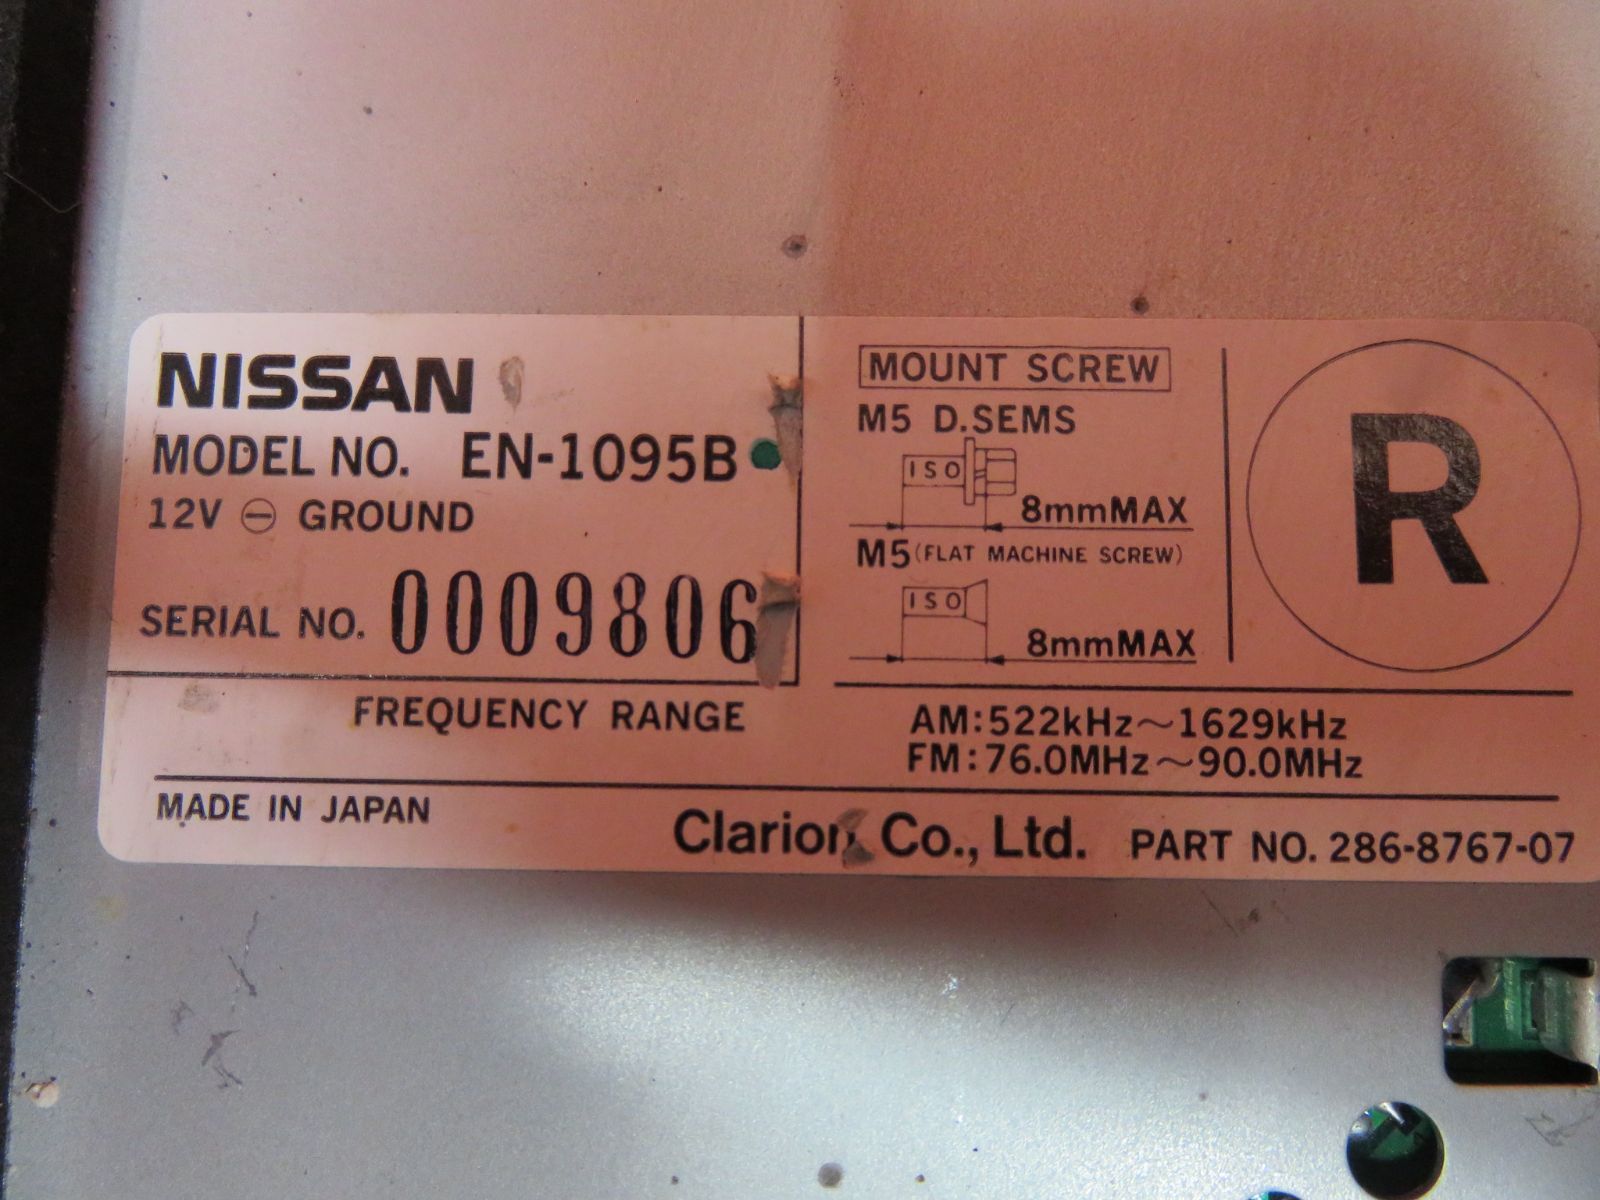 NISSAN
MODEL NO. EN-1095B
12V ⊖ GROUND
SERIAL NO. 0009806
MOUNT SCREW
M5 D.SEMS
ISO
8mmMAX
M5(FLAT MACHINE SCREW)
ISO
8mmMAX
R
FREQUENCY RANGE
AM:522kHz～1629kHz
FM:76.0MHz～90.0MHz
MADE IN JAPAN
Clarion Co., Ltd. PART NO. 286-8767-07